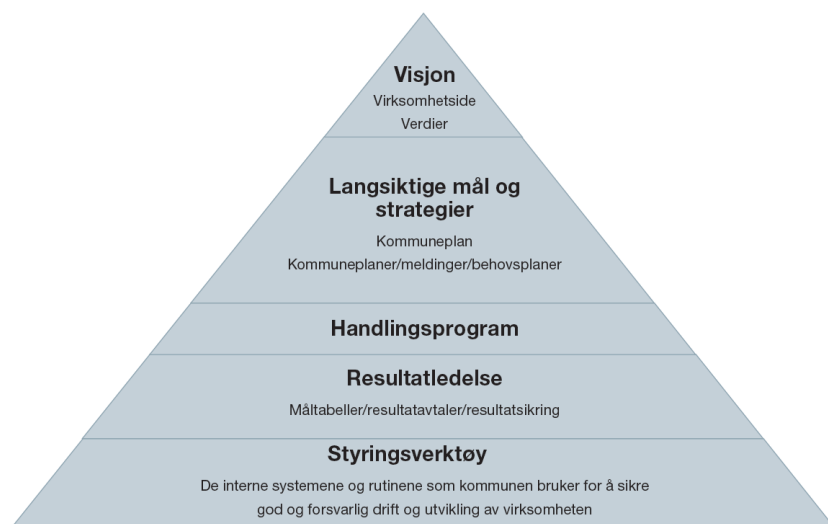 Visjon
Virksomhetside
Verdier
Langsiktige mål og
strategier
Kommuneplan
Kommuneplaner/meldinger/behovsplaner
Handlingsprogram
Resultatledelse
Måltabeller/resultatavtaler/resultatsikring
Styringsverktøy
De interne systemene og rutinene som kommunen bruker for å sikre
god og forsvarlig drift og utvikling av virksomheten